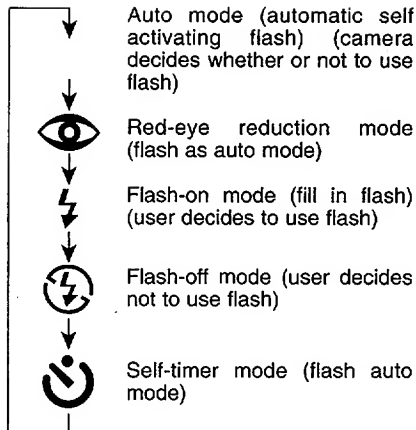 Auto mode (automatic self
activating flash) (camera
decides whether or not to use
flash)
Red-eye reduction mode
(flash as auto mode)
Flash-on mode (fill in flash)
(user decides to use flash)
Flash-off mode (user decides
not to use flash)
Self-timer mode (flash auto
mode)